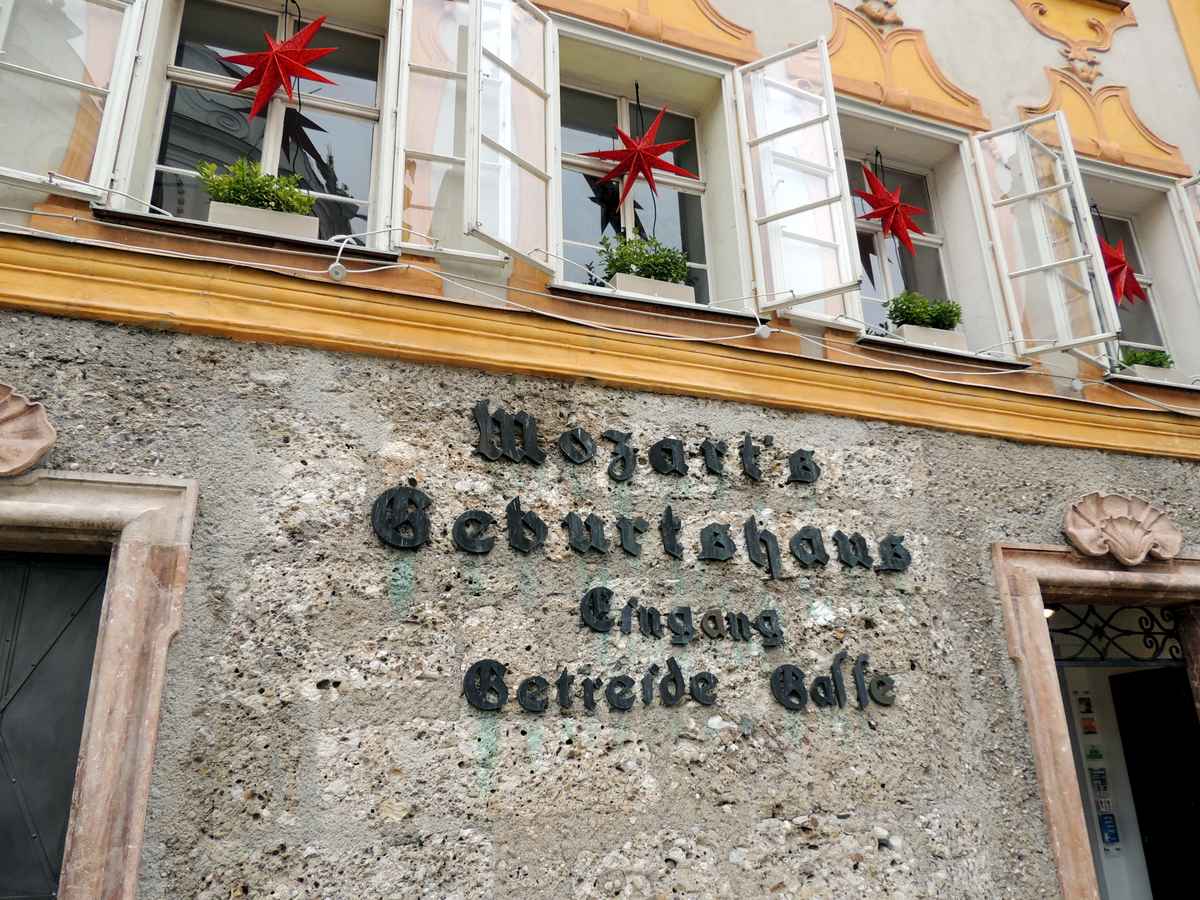 Mozart's
Geburtshaus
Eingang
Getreide Gasse